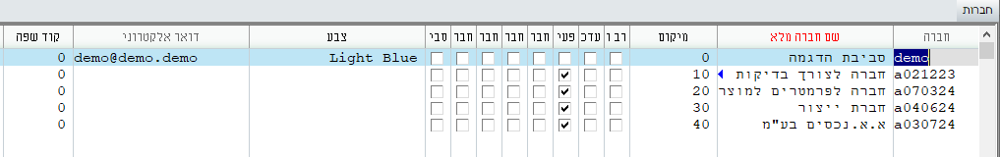 חברות
חברה שם חברה מלא מיקום רב ו עדכ פעי חבר חבר חבר חבר סבי צבע דואר אלקטרוני קוד שפה
demo סביבת הדגמה 0 Light Blue demo@demo.demo 0
a021223 חברה לצורך בדיקות 10 0
a070324 חברה לפרמטרים למוצר 20 0
a040624 חברת ייצור 30 0
a030724 א.א.נכסים בע"מ 40 0